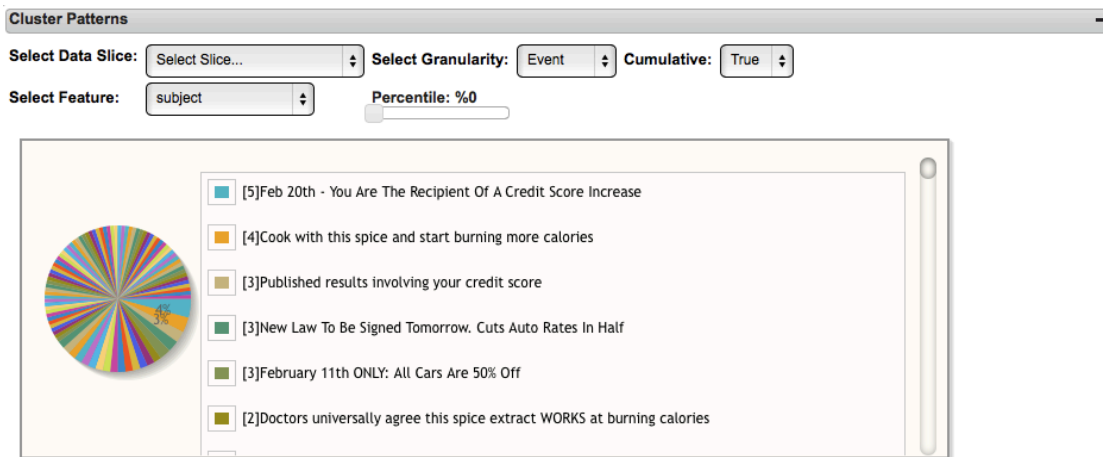 Cluster Patterns
Select Data Slice: Select Slice... Select Granularity: Event Cumulative: True
Select Feature: subject Percentile: %0
[5]Feb 20th - You Are The Recipient Of A Credit Score Increase
[4]Cook with this spice and start burning more calories
[3]Published results involving your credit score
[3]New Law To Be Signed Tomorrow. Cuts Auto Rates In Half
[3]February 11th ONLY: All Cars Are 50% Off
[2]Doctors universally agree this spice extract WORKS at burning calories
4%
3%